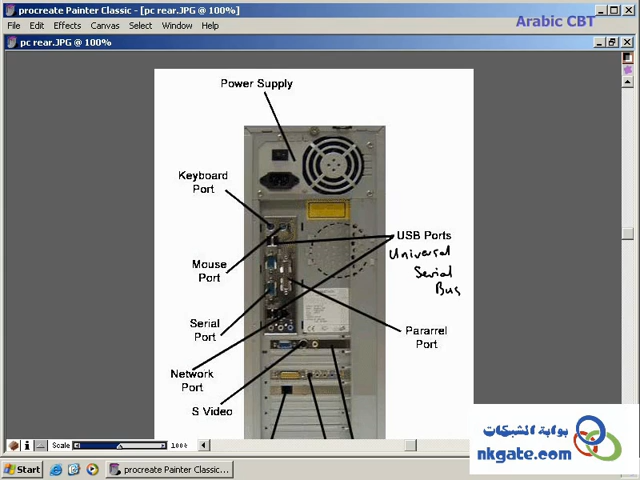 procreate Painter Classic - [pc rear.JPG @ 100%]
Arabic CBT
File Edit Effects Canvas Select Window Help
pc rear.JPG @ 100%
Power Supply
Keyboard
Port
USB Ports
Universal
Serial
Bus
Mouse
Port
Serial
Port
Pararrel
Port
Network
Port
S Video
Scale
100%
بوابة الشبكات
nkgate.com
Start
procreate Painter Classic...